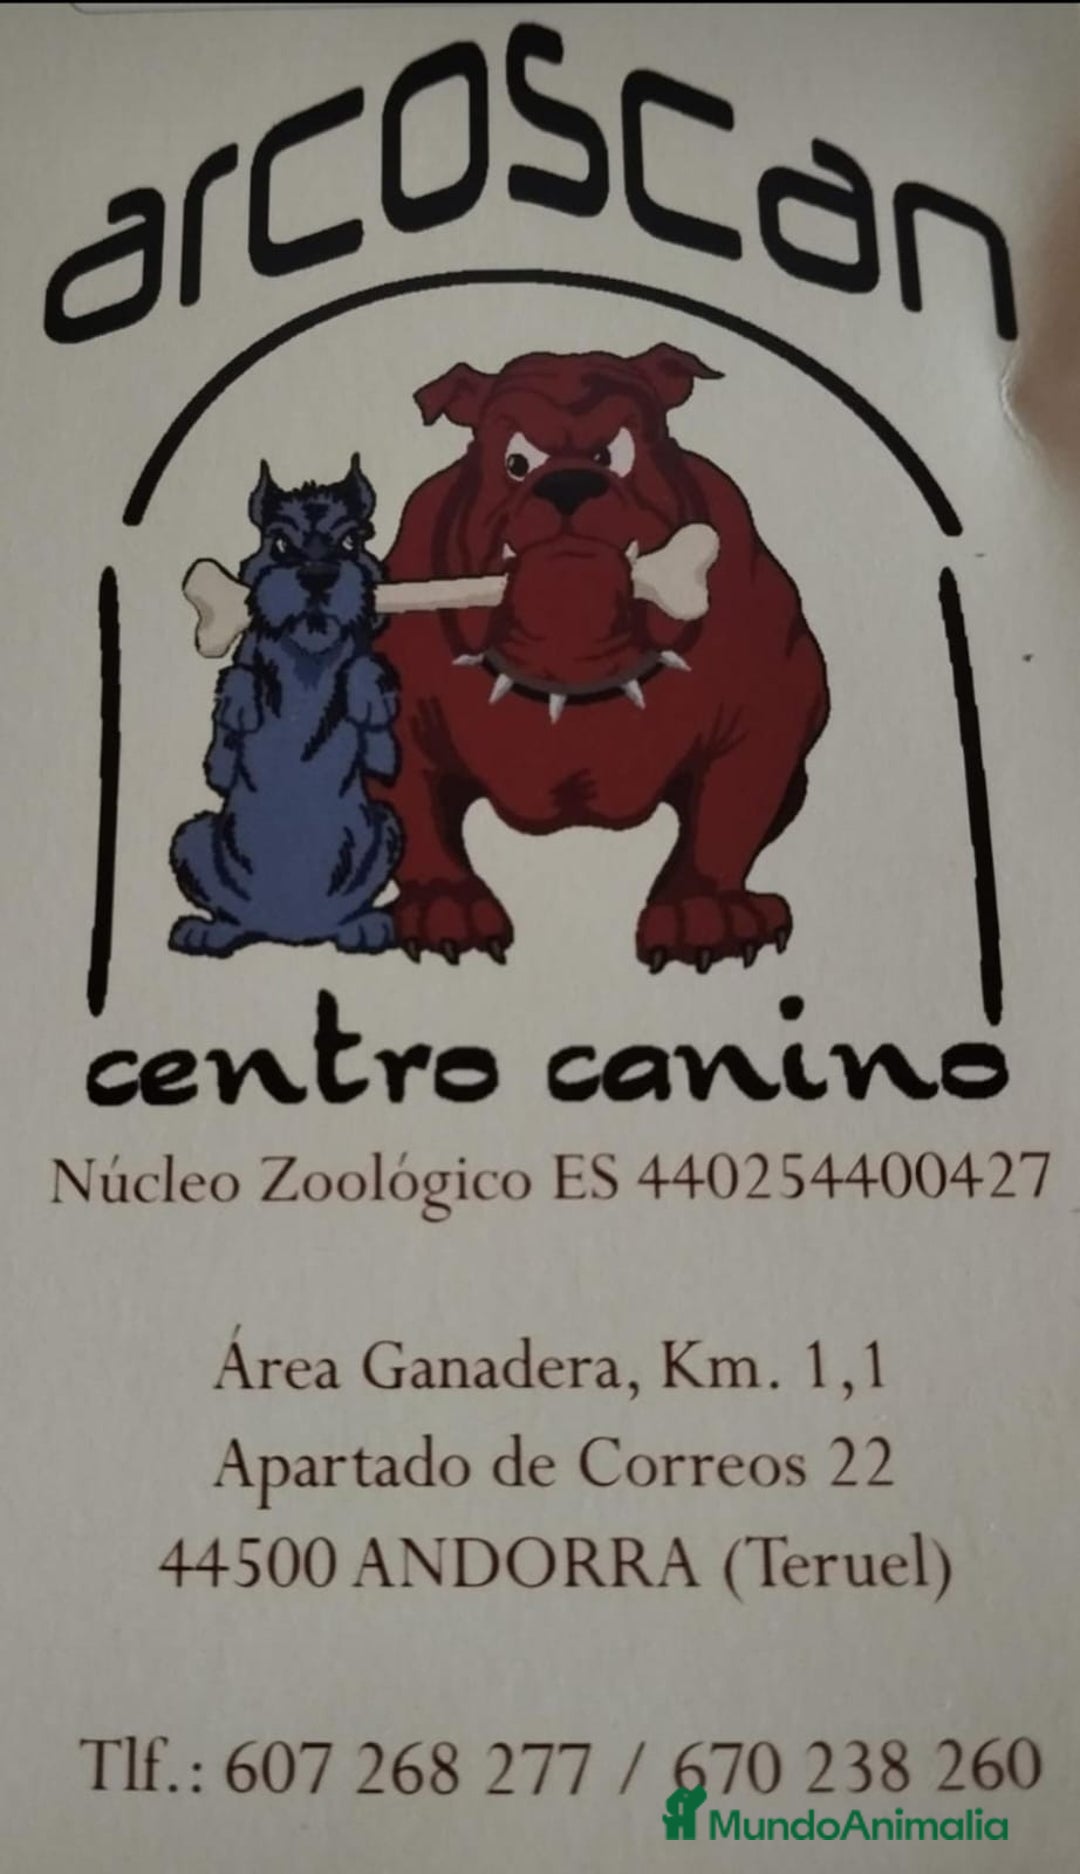 arcoscan
centro canino
Núcleo Zoológico ES 440254400427
Área Ganadera, Km. 1,1
Apartado de Correos 22
44500 ANDORRA (Teruel)
Tlf.: 607 268 277 / 670 238 260
MundoAnimalia